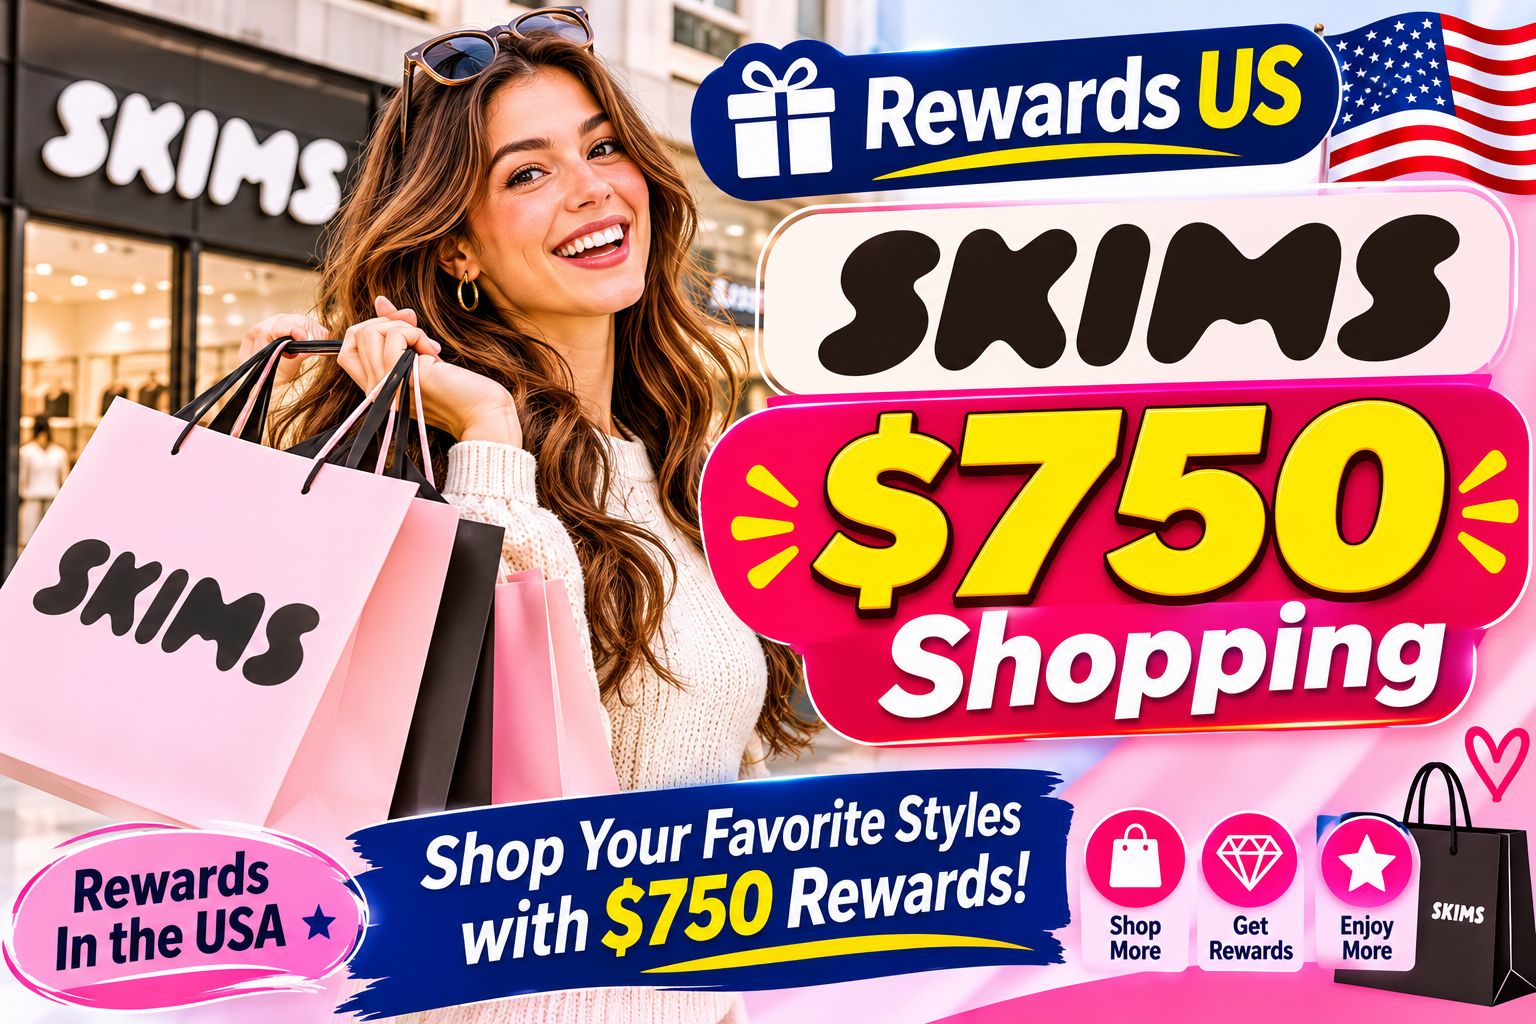 SKIMS
Rewards US
SKIMS
$750
Shopping
SKIMS
Shop Your Favorite Styles
with $750 Rewards!
Rewards
In the USA
Shop
More
Get
Rewards
Enjoy
More
SKIMS